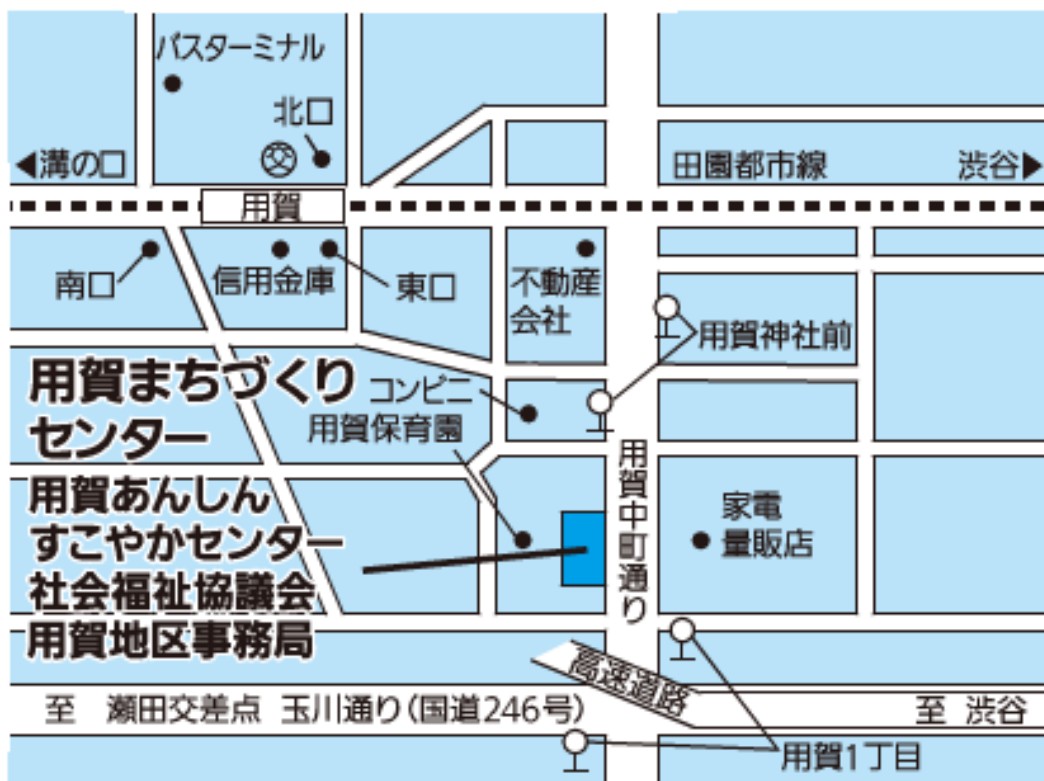 バスターミナル
北口
交
◀溝の口
田園都市線
渋谷▶
用賀
南口
信用金庫
東口
不動産
会社
用賀神社前
用賀まちづくり
センター
コンビニ
用賀保育園
用賀あんしん
すこやかセンター
社会福祉協議会
用賀地区事務局
用賀中町通り
家電
量販店
高速道路
至 瀬田交差点 玉川通り(国道246号)
至 渋谷
用賀1丁目